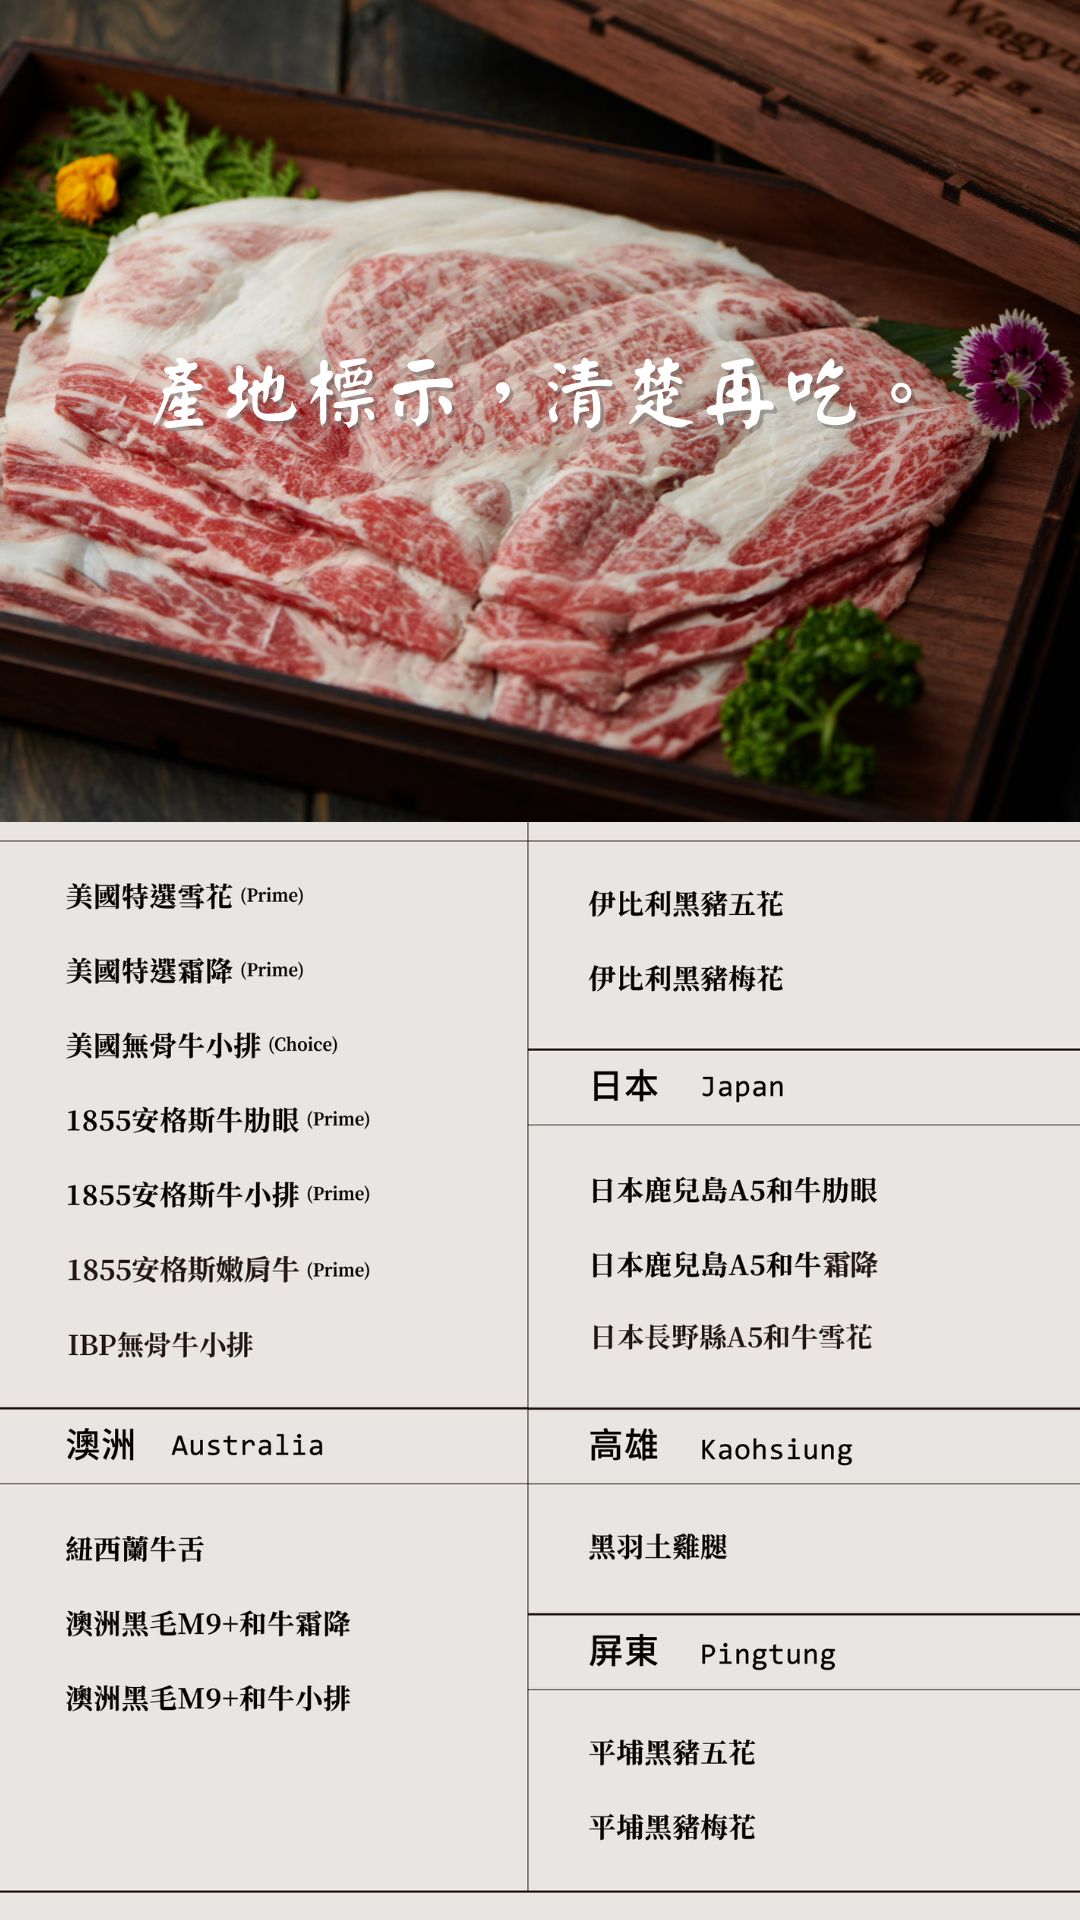 Wagyu
和牛
產地標示，清楚再吃。
美國特選雪花 (Prime)
美國特選霜降 (Prime)
美國無骨牛小排 (Choice)
1855安格斯牛肋眼 (Prime)
1855安格斯牛小排 (Prime)
1855安格斯嫩肩牛 (Prime)
IBP無骨牛小排
澳洲 Australia
紐西蘭牛舌
澳洲黑毛M9+和牛霜降
澳洲黑毛M9+和牛小排
伊比利黑豬五花
伊比利黑豬梅花
日本 Japan
日本鹿兒島A5和牛肋眼
日本鹿兒島A5和牛霜降
日本長野縣A5和牛雪花
高雄 Kaohsiung
黑羽土雞腿
屏東 Pingtung
平埔黑豬五花
平埔黑豬梅花